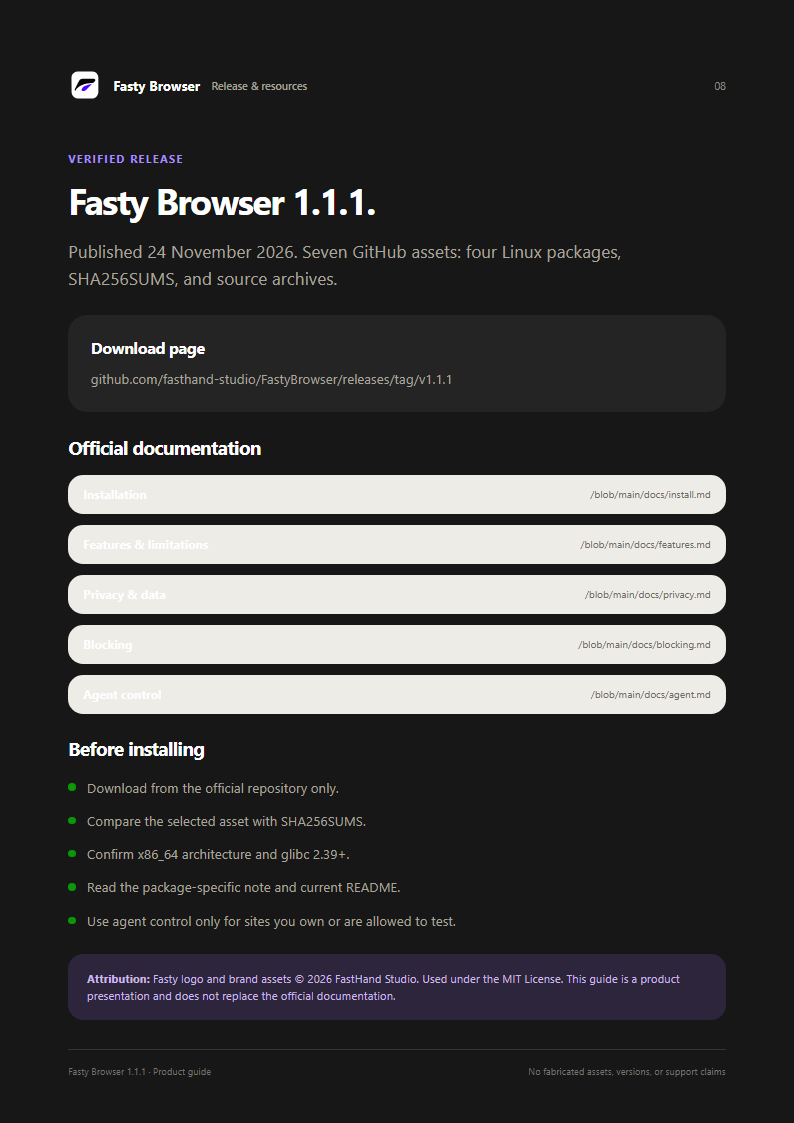 Fasty Browser Release & resources 08
VERIFIED RELEASE
Fasty Browser 1.1.1.
Published 24 November 2026. Seven GitHub assets: four Linux packages,
SHA256SUMS, and source archives.
Download page
github.com/fasthand-studio/FastyBrowser/releases/tag/v1.1.1
Official documentation
Installation /blob/main/docs/install.md
Features & limitations /blob/main/docs/features.md
Privacy & data /blob/main/docs/privacy.md
Blocking /blob/main/docs/blocking.md
Agent control /blob/main/docs/agent.md
Before installing
Download from the official repository only.
Compare the selected asset with SHA256SUMS.
Confirm x86_64 architecture and glibc 2.39+.
Read the package-specific note and current README.
Use agent control only for sites you own or are allowed to test.
Attribution: Fasty logo and brand assets © 2026 FastHand Studio. Used under the MIT License. This guide is a product
presentation and does not replace the official documentation.
Fasty Browser 1.1.1 · Product guide No fabricated assets, versions, or support claims